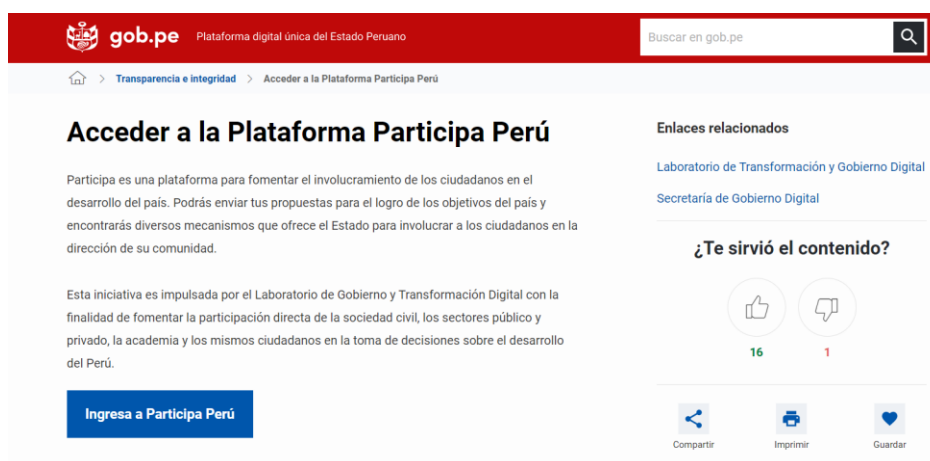 gob.pe Plataforma digital única del Estado Peruano
Buscar en gob.pe
> Transparencia e integridad > Acceder a la Plataforma Participa Perú
Acceder a la Plataforma Participa Perú
Participa es una plataforma para fomentar el involucramiento de los ciudadanos en el
desarrollo del país. Podrás enviar tus propuestas para el logro de los objetivos del país y
encontrarás diversos mecanismos que ofrece el Estado para involucrar a los ciudadanos en la
dirección de su comunidad.
Esta iniciativa es impulsada por el Laboratorio de Gobierno y Transformación Digital con la
finalidad de fomentar la participación directa de la sociedad civil, los sectores público y
privado, la academia y los mismos ciudadanos en la toma de decisiones sobre el desarrollo
del Perú.
Ingresa a Participa Perú
Enlaces relacionados
Laboratorio de Transformación y Gobierno Digital
Secretaría de Gobierno Digital
¿Te sirvió el contenido?
16
1
Compartir
Imprimir
Guardar